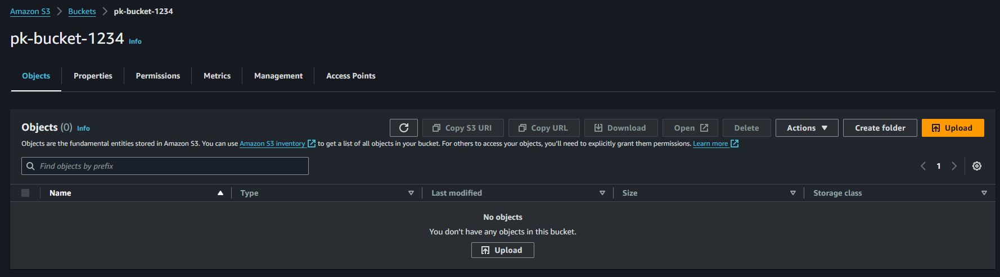 Amazon S3 > Buckets > pk-bucket-1234
pk-bucket-1234 Info
Objects Properties Permissions Metrics Management Access Points
Objects (0) Info Copy S3 URI Copy URL Download Open Delete Actions Create folder Upload
Objects are the fundamental entities stored in Amazon S3. You can use Amazon S3 inventory to get a list of all objects in your bucket. For others to access your objects, you'll need to explicitly grant them permissions. Learn more
Find objects by prefix 1
Name Type Last modified Size Storage class
No objects
You don't have any objects in this bucket.
Upload